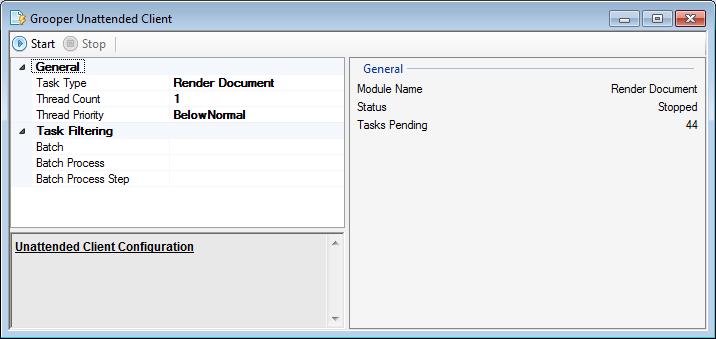 Grooper Unattended Client
Start Stop
General
Task Type Render Document
Thread Count 1
Thread Priority BelowNormal
Task Filtering
Batch
Batch Process
Batch Process Step
Unattended Client Configuration
General
Module Name Render Document
Status Stopped
Tasks Pending 44